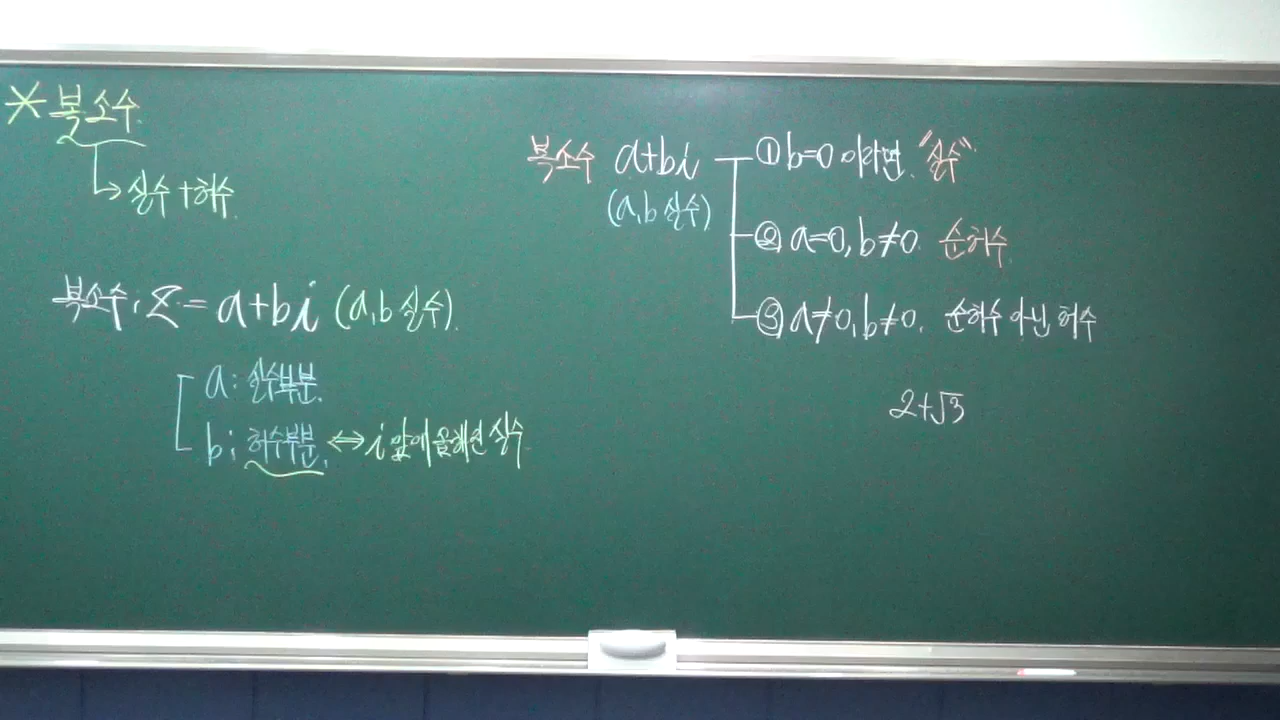 * 복소수.
↳ 실수 + 허수.
복소수 : Z = a+bi (a, b 실수).
a : 실수부분.
b : 허수부분. ⇔ i 앞에 곱해진 실수
복소수 a+bi
(a, b 실수)
① b=0 이라면. "실수".
② a=0, b≠0. 순허수.
③ a≠0, b≠0. 순허수 아닌 허수
2+√3